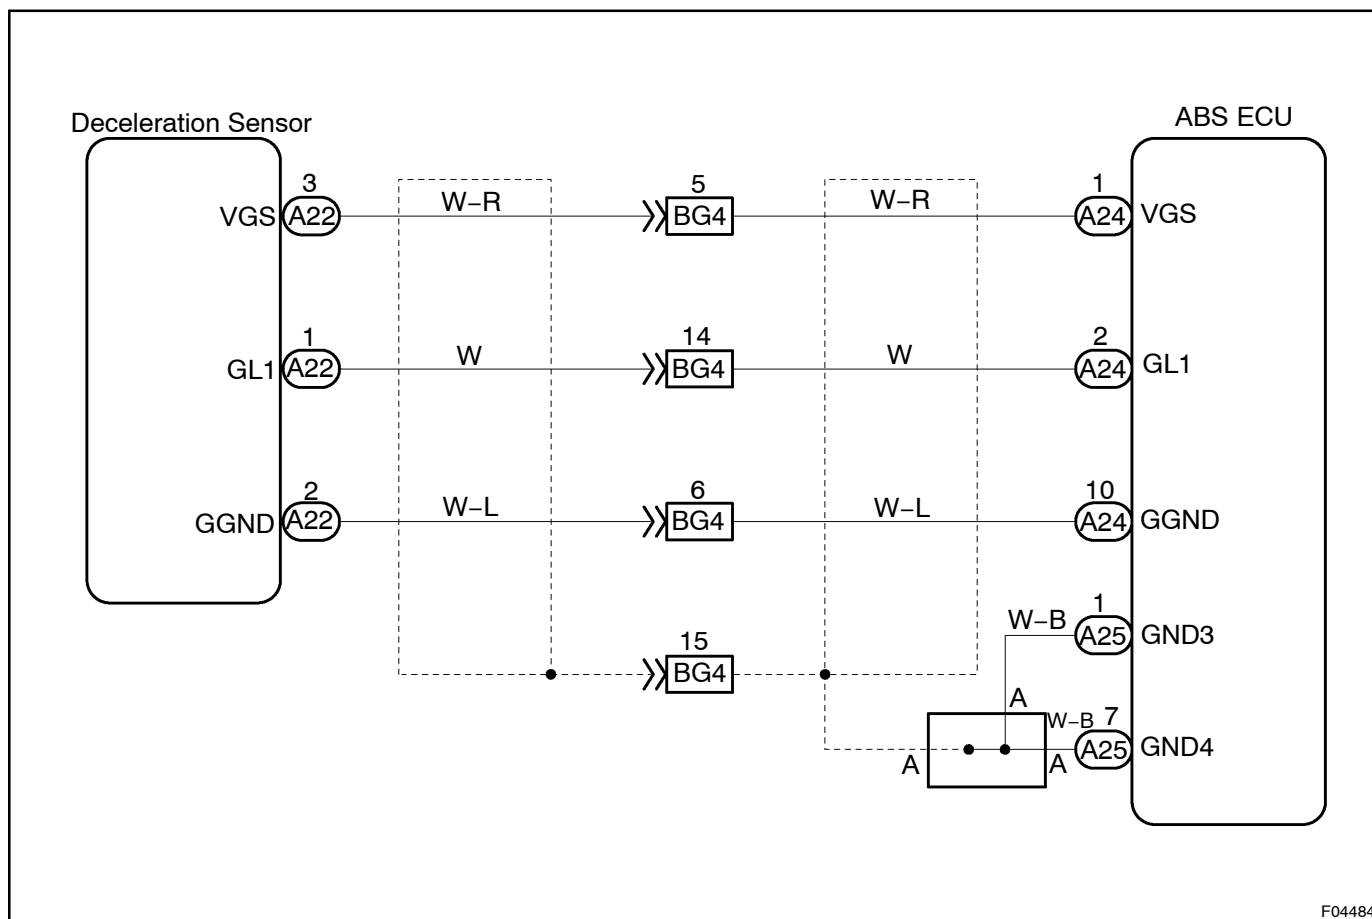 Deceleration Sensor
ABS ECU
3
5
1
VGS
A22
W–R
BG4
W–R
A24
VGS
1
14
2
GL1
A22
W
BG4
W
A24
GL1
2
6
10
GGND
A22
W–L
BG4
W–L
A24
GGND
1
W–B
A25
GND3
15
BG4
A
W–B
7
A
A
A25
GND4
F04484